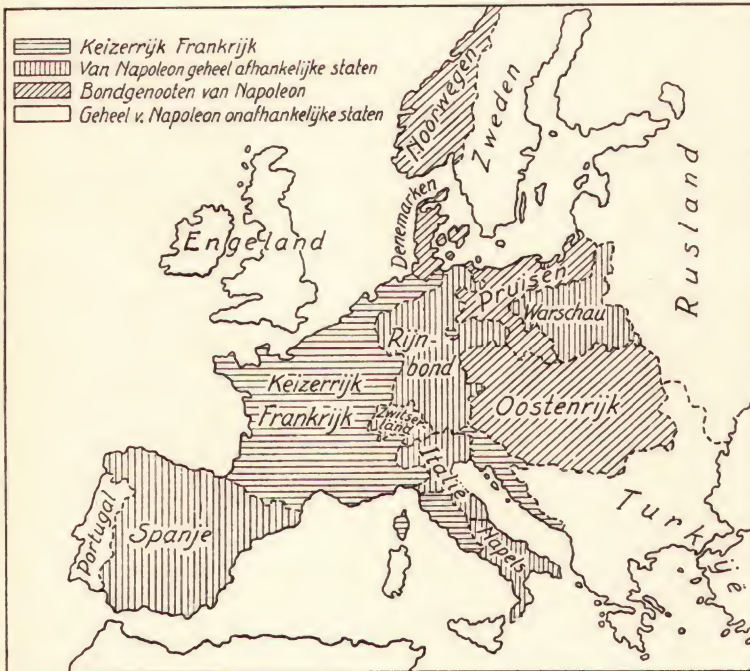 Keizerrijk Frankrijk
Van Napoleon geheel afhankelijke staten
Bondgenooten van Napoleon
Geheel v. Napoleon onafhankelijke staten
Noorwegen
Zweden
Rusland
Engeland
Denemarken
Pruisen
Warschau
Rijn-
bond
Keizerrijk
Frankrijk
Zwitser
land
Oostenrijk
Italië
Portugal
Spanje
Napels
Turkije